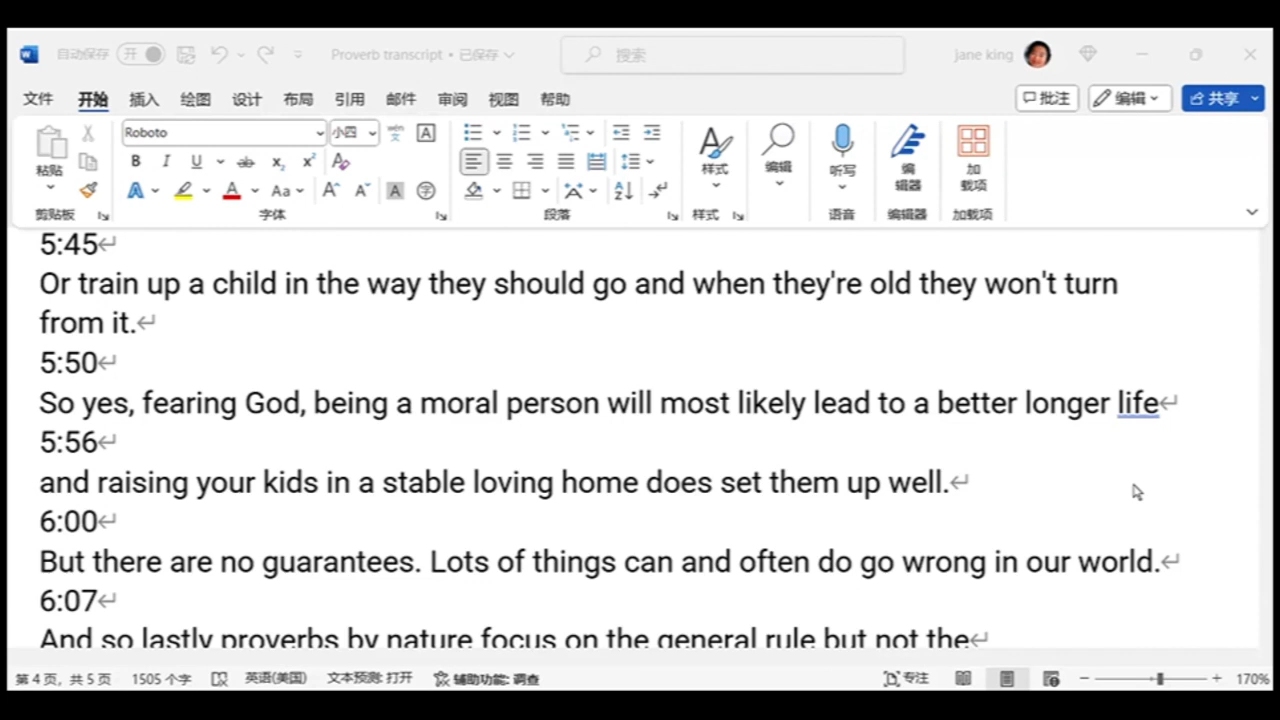 自动保存 开 Proverb transcript • 已保存 搜索 Jane king
文件 开始 插入 绘图 设计 布局 引用 邮件 审阅 视图 帮助 批注 编辑 共享
Roboto 小四 wén 文 A
粘贴 B I U ab x₂ x² A 样式 编辑 听写 编辑器 加载项
A A Aa A A A 字
剪贴板 字体 段落 样式 语音 编辑器 加载项
5:45
Or train up a child in the way they should go and when they're old they won't turn
from it.
5:50
So yes, fearing God, being a moral person will most likely lead to a better longer life
5:56
and raising your kids in a stable loving home does set them up well.
6:00
But there are no guarantees. Lots of things can and often do go wrong in our world.
6:07
And so lastly proverbs by nature focus on the general rule but not the
第 4 页，共 5 页 1505 个字 英语(美国) 文本预测: 打开 辅助功能: 调查 专注 170%